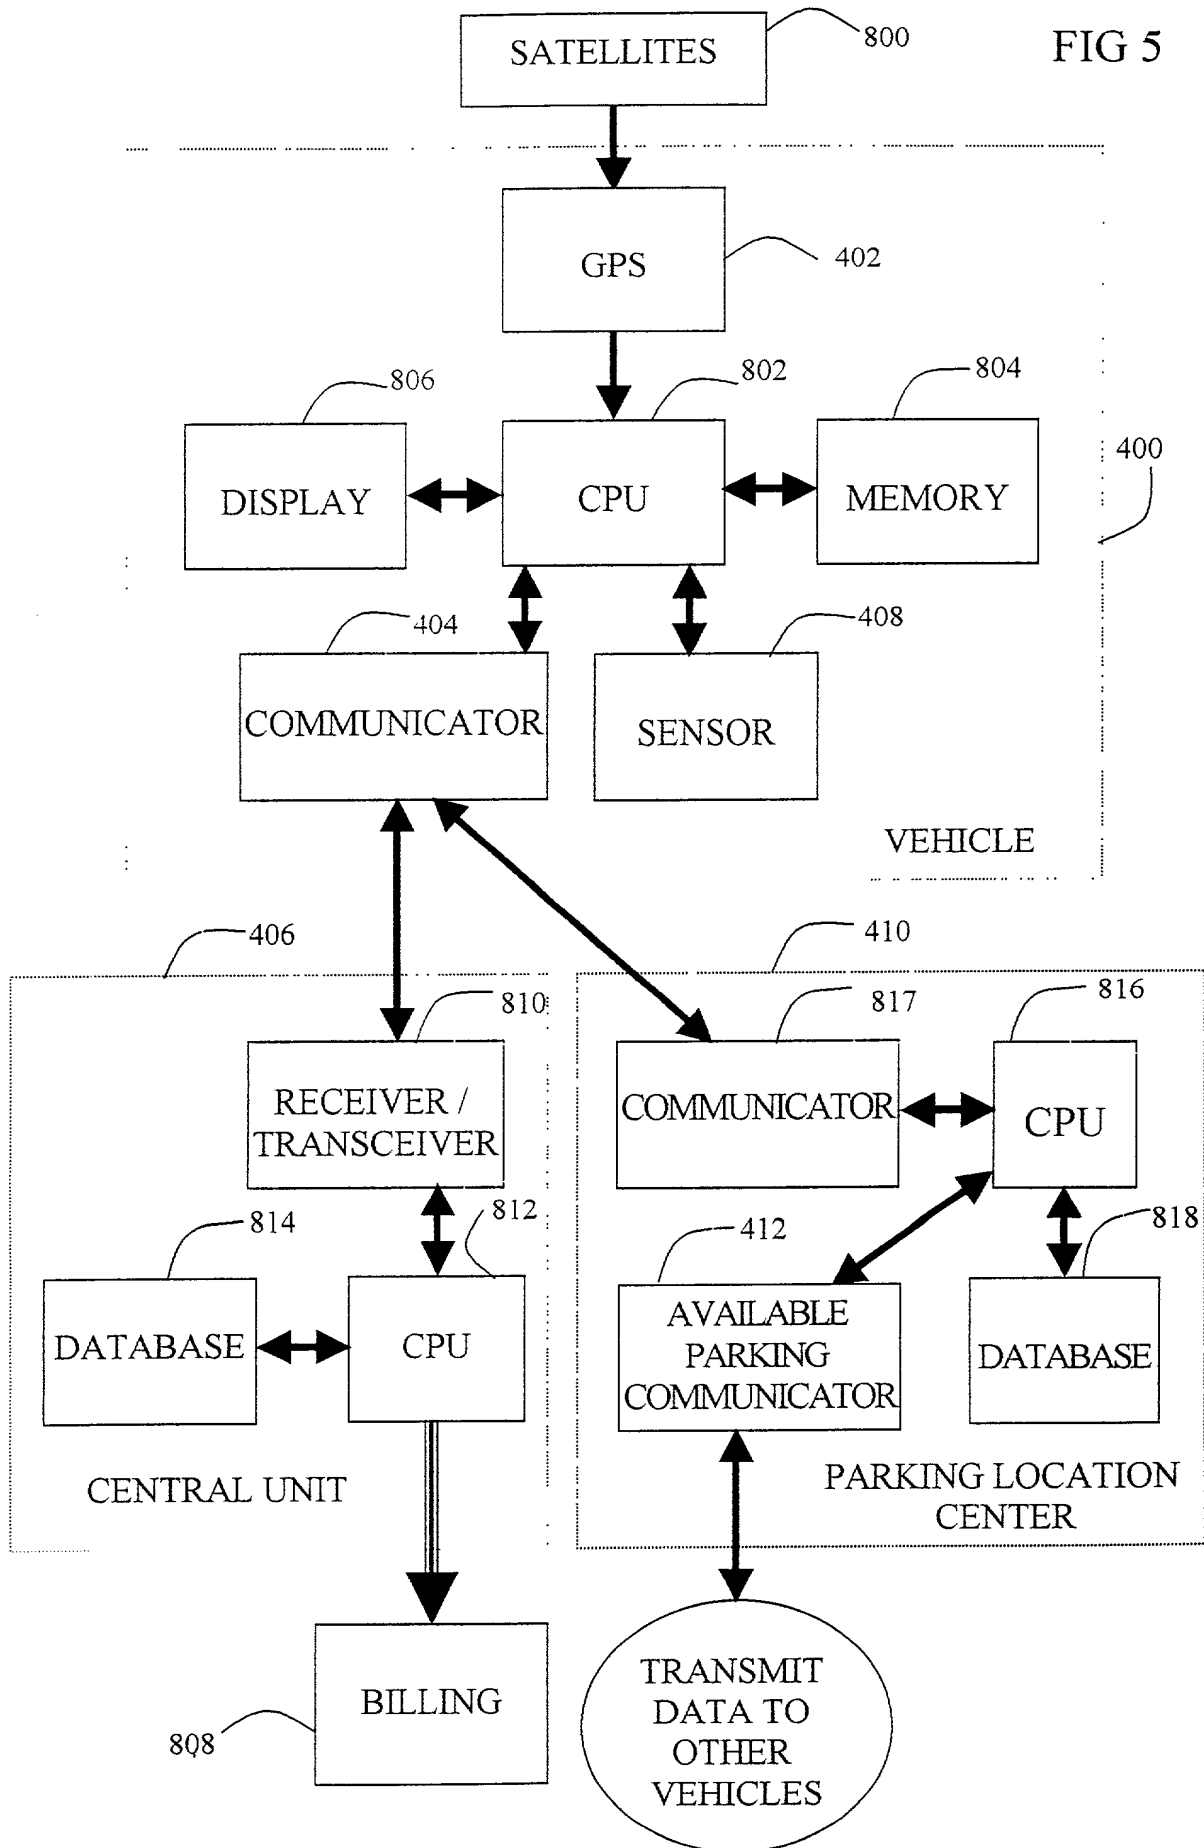 SATELLITES
800
FIG 5
GPS
402
806
802
804
400
DISPLAY
CPU
MEMORY
404
408
COMMUNICATOR
SENSOR
VEHICLE
406
410
810
817
816
RECEIVER /
TRANSCEIVER
COMMUNICATOR
CPU
814
812
412
818
DATABASE
CPU
AVAILABLE
PARKING
COMMUNICATOR
DATABASE
CENTRAL UNIT
PARKING LOCATION
CENTER
BILLING
808
TRANSMIT
DATA TO
OTHER
VEHICLES